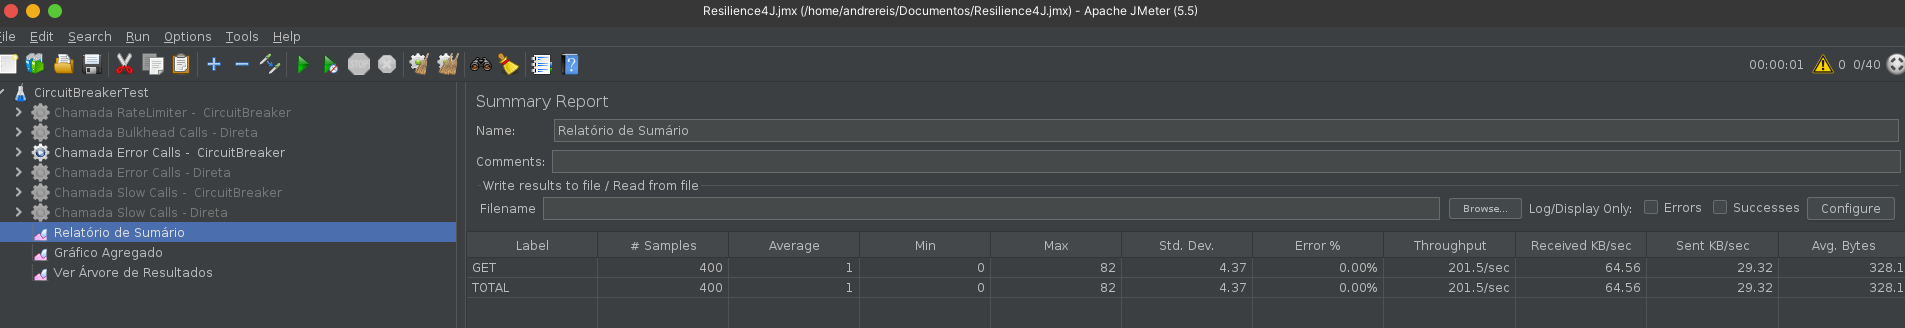 Resilience4J.jmx (/home/andrereis/Documentos/Resilience4J.jmx) - Apache JMeter (5.5)
ile Edit Search Run Options Tools Help
STOP 00:00:01 0 0/40
CircuitBreakerTest
Chamada RateLimiter - CircuitBreaker
Chamada Bulkhead Calls - Direta
Chamada Error Calls - CircuitBreaker
Chamada Error Calls - Direta
Chamada Slow Calls - CircuitBreaker
Chamada Slow Calls - Direta
Relatório de Sumário
Gráfico Agregado
Ver Árvore de Resultados
Summary Report
Name: Relatório de Sumário
Comments:
Write results to file / Read from file
Filename Browse... Log/Display Only: Errors Successes Configure
Label # Samples Average Min Max Std. Dev. Error % Throughput Received KB/sec Sent KB/sec Avg. Bytes
GET 400 1 0 82 4.37 0.00% 201.5/sec 64.56 29.32 328.1
TOTAL 400 1 0 82 4.37 0.00% 201.5/sec 64.56 29.32 328.1